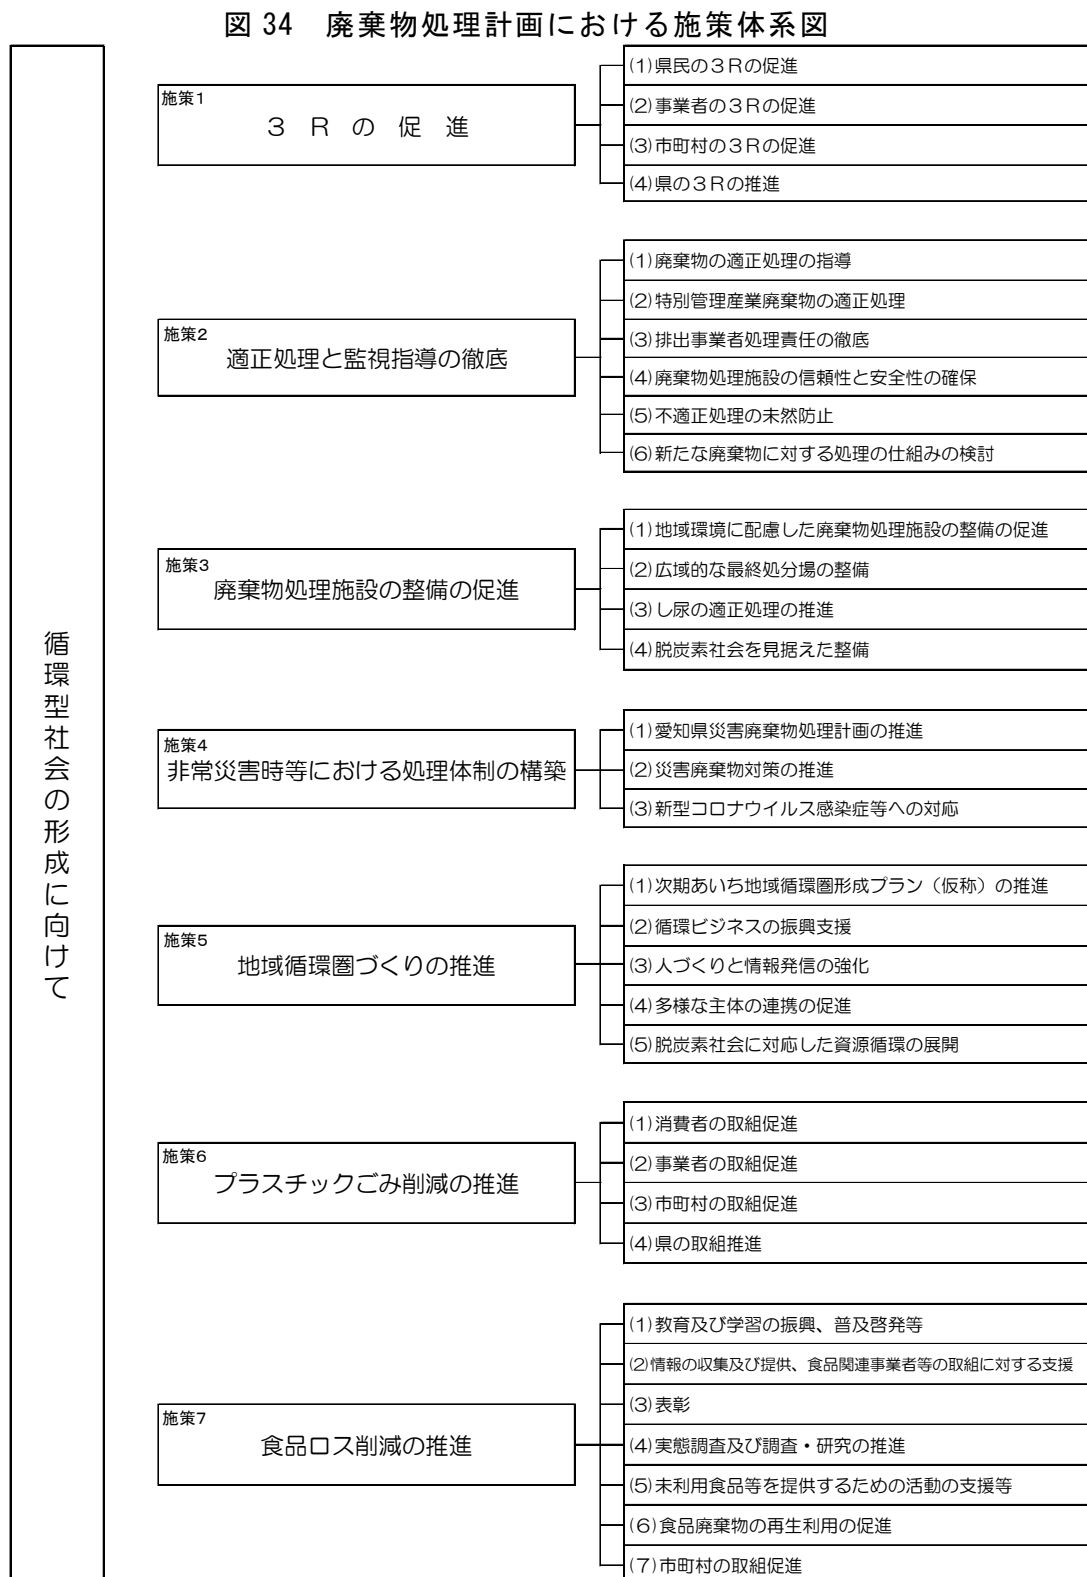 図 34　廃棄物処理計画における施策体系図
循環型社会の形成に向けて
施策1
３　Ｒ　の　促　進
(1)県民の３Ｒの促進
(2)事業者の３Ｒの促進
(3)市町村の３Ｒの促進
(4)県の３Ｒの推進
施策2
適正処理と監視指導の徹底
(1)廃棄物の適正処理の指導
(2)特別管理産業廃棄物の適正処理
(3)排出事業者処理責任の徹底
(4)廃棄物処理施設の信頼性と安全性の確保
(5)不適正処理の未然防止
(6)新たな廃棄物に対する処理の仕組みの検討
施策3
廃棄物処理施設の整備の促進
(1)地域環境に配慮した廃棄物処理施設の整備の促進
(2)広域的な最終処分場の整備
(3)し尿の適正処理の推進
(4)脱炭素社会を見据えた整備
施策4
非常災害時等における処理体制の構築
(1)愛知県災害廃棄物処理計画の推進
(2)災害廃棄物対策の推進
(3)新型コロナウイルス感染症等への対応
施策5
地域循環圏づくりの推進
(1)次期あいち地域循環圏形成プラン（仮称）の推進
(2)循環ビジネスの振興支援
(3)人づくりと情報発信の強化
(4)多様な主体の連携の促進
(5)脱炭素社会に対応した資源循環の展開
施策6
プラスチックごみ削減の推進
(1)消費者の取組促進
(2)事業者の取組促進
(3)市町村の取組促進
(4)県の取組推進
施策7
食品ロス削減の推進
(1)教育及び学習の振興、普及啓発等
(2)情報の収集及び提供、食品関連事業者等の取組に対する支援
(3)表彰
(4)実態調査及び調査・研究の推進
(5)未利用食品等を提供するための活動の支援等
(6)食品廃棄物の再生利用の促進
(7)市町村の取組促進